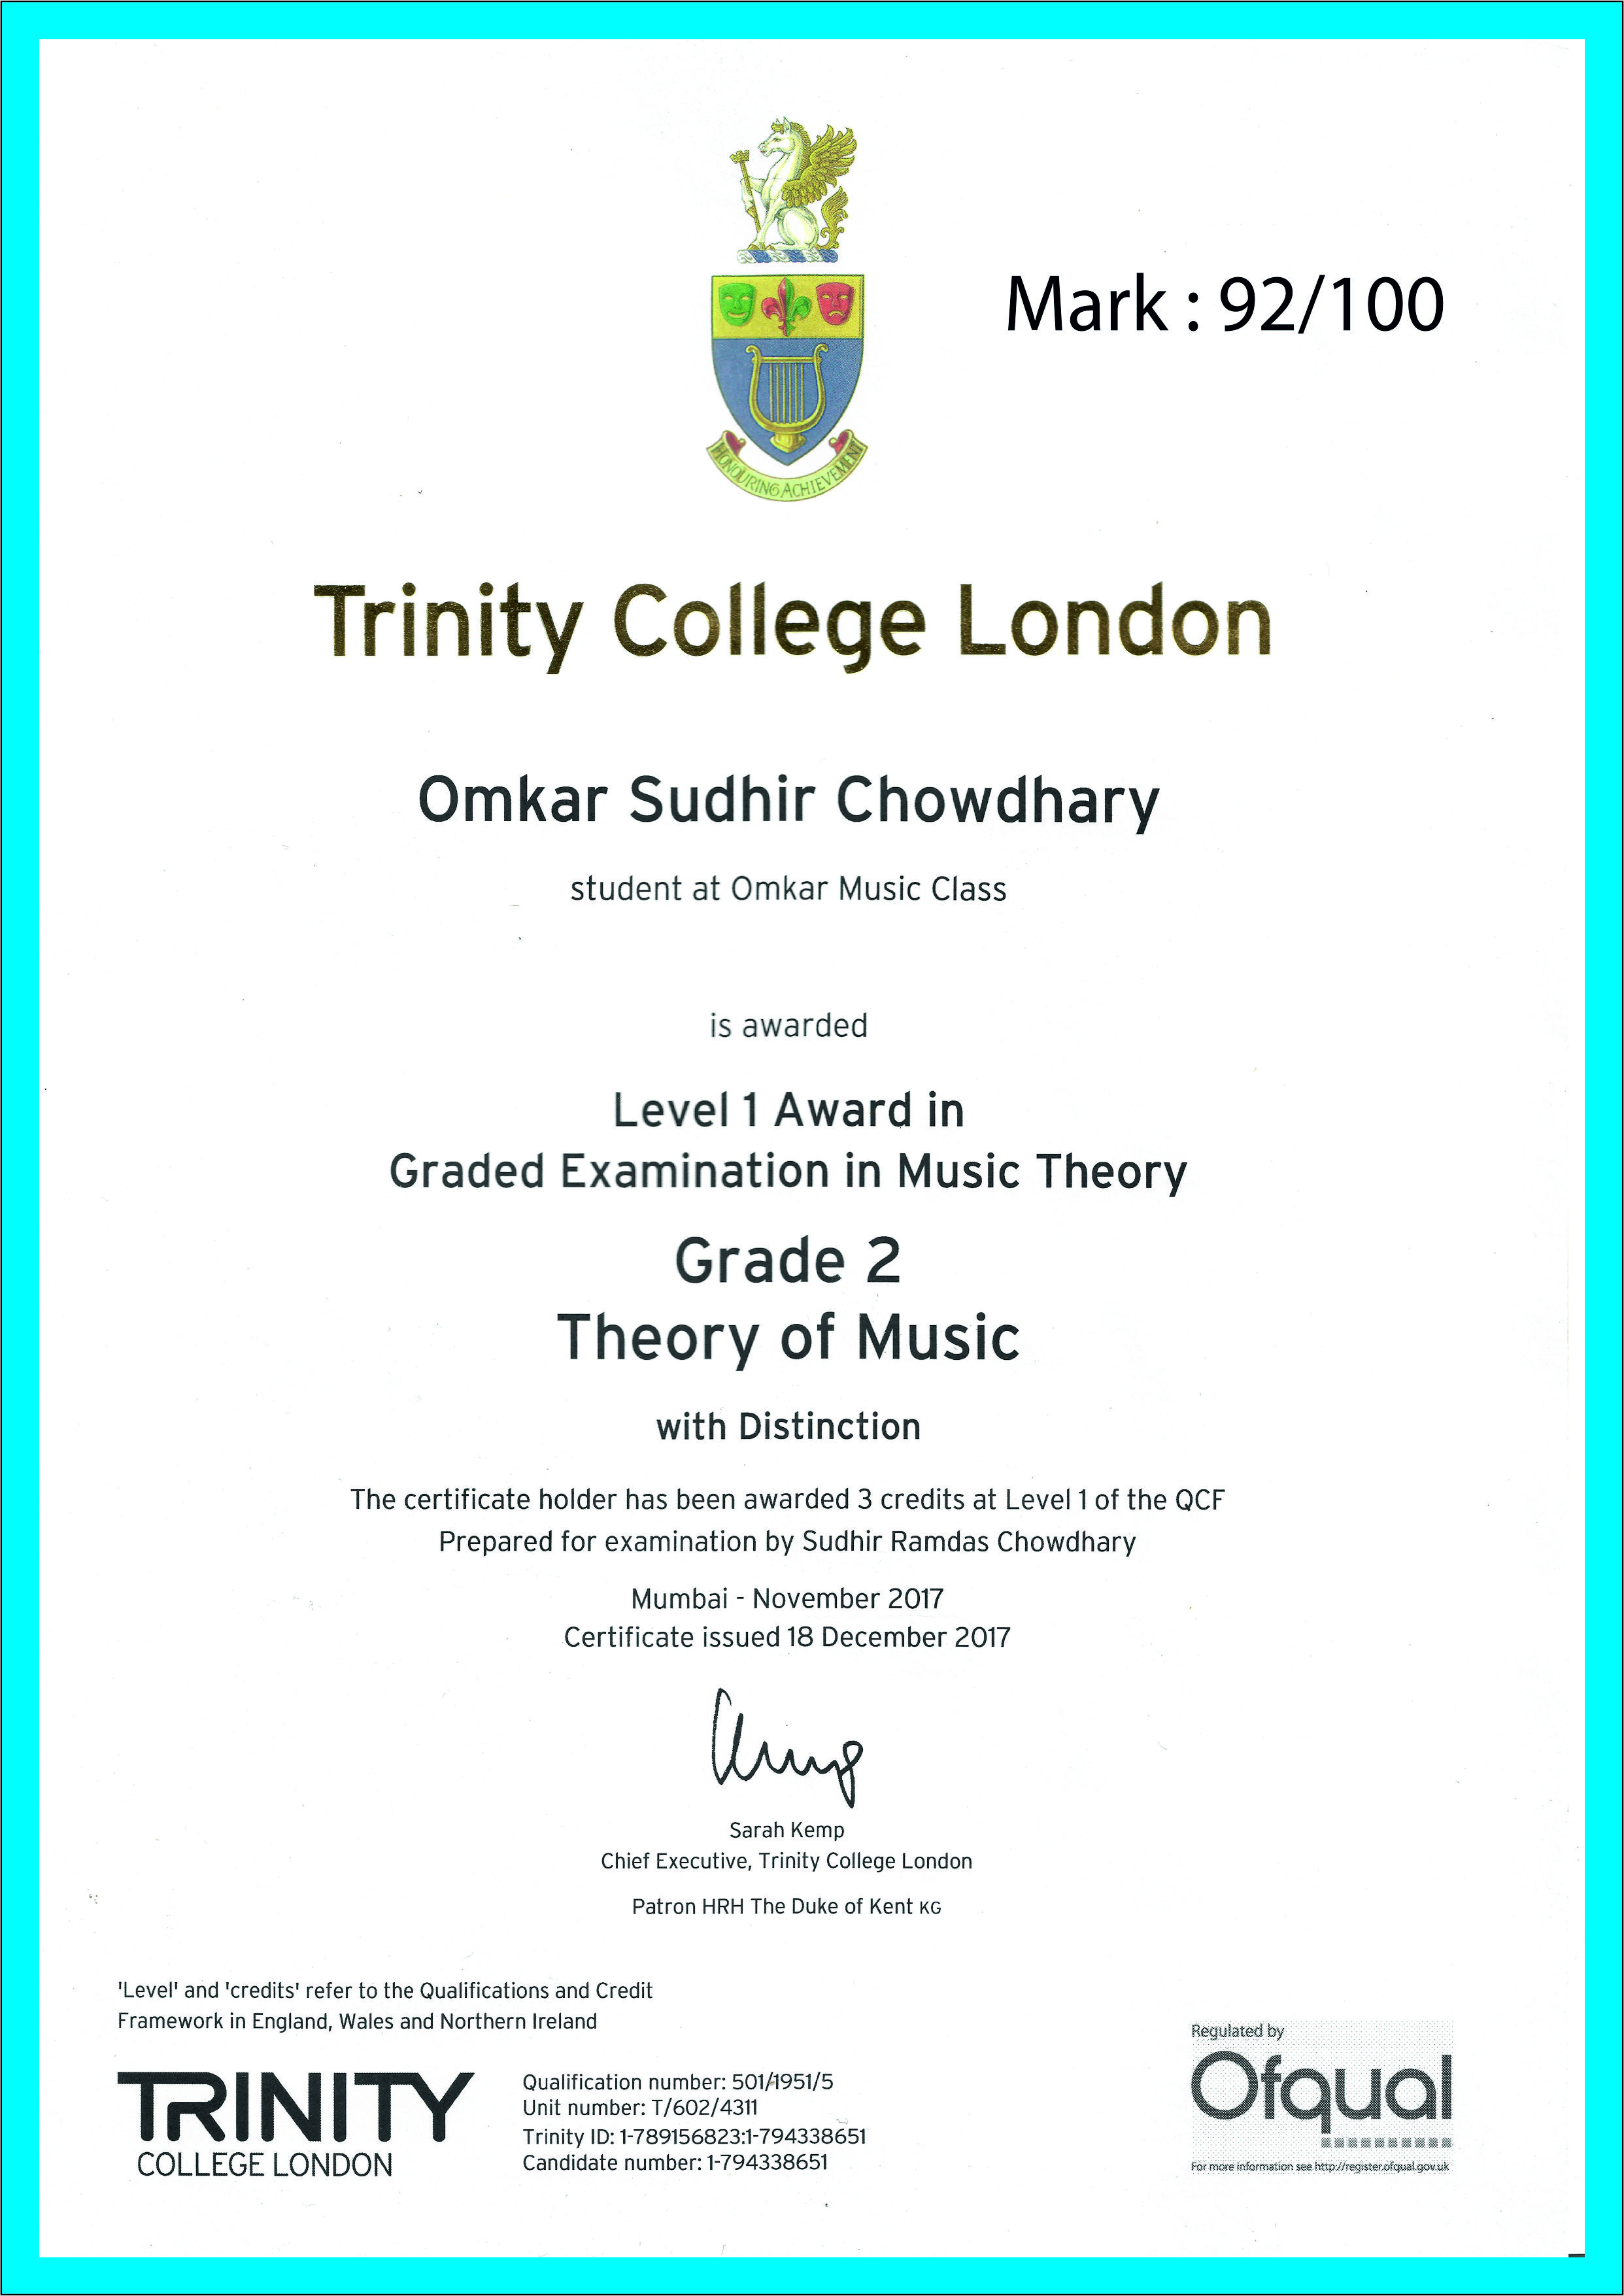 Mark : 92/100
HONOURING ACHIEVEMENT
Trinity College London
Omkar Sudhir Chowdhary
student at Omkar Music Class
is awarded
Level 1 Award in
Graded Examination in Music Theory
Grade 2
Theory of Music
with Distinction
The certificate holder has been awarded 3 credits at Level 1 of the QCF
Prepared for examination by Sudhir Ramdas Chowdhary
Mumbai - November 2017
Certificate issued 18 December 2017
Sarah Kemp
Chief Executive, Trinity College London
Patron HRH The Duke of Kent KG
'Level' and 'credits' refer to the Qualifications and Credit
Framework in England, Wales and Northern Ireland
TRINITY
COLLEGE LONDON
Qualification number: 501/1951/5
Unit number: T/602/4311
Trinity ID: 1-789156823:1-794338651
Candidate number: 1-794338651
Regulated by
Ofqual
For more information see http://register.ofqual.gov.uk